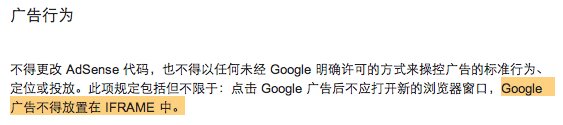 广告行为
不得更改 AdSense 代码，也不得以任何未经 Google 明确许可的方式来操控广告的标准行为、
定位或投放。此项规定包括但不限于：点击 Google 广告后不应打开新的浏览器窗口，Google
广告不得放置在 IFRAME 中。